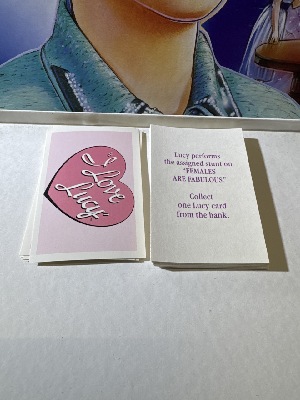 I Love
Lucy
Lucy performs
the assigned stunt on
"FEMALES
ARE FABULOUS."
Collect
one Lucy card
from the bank.